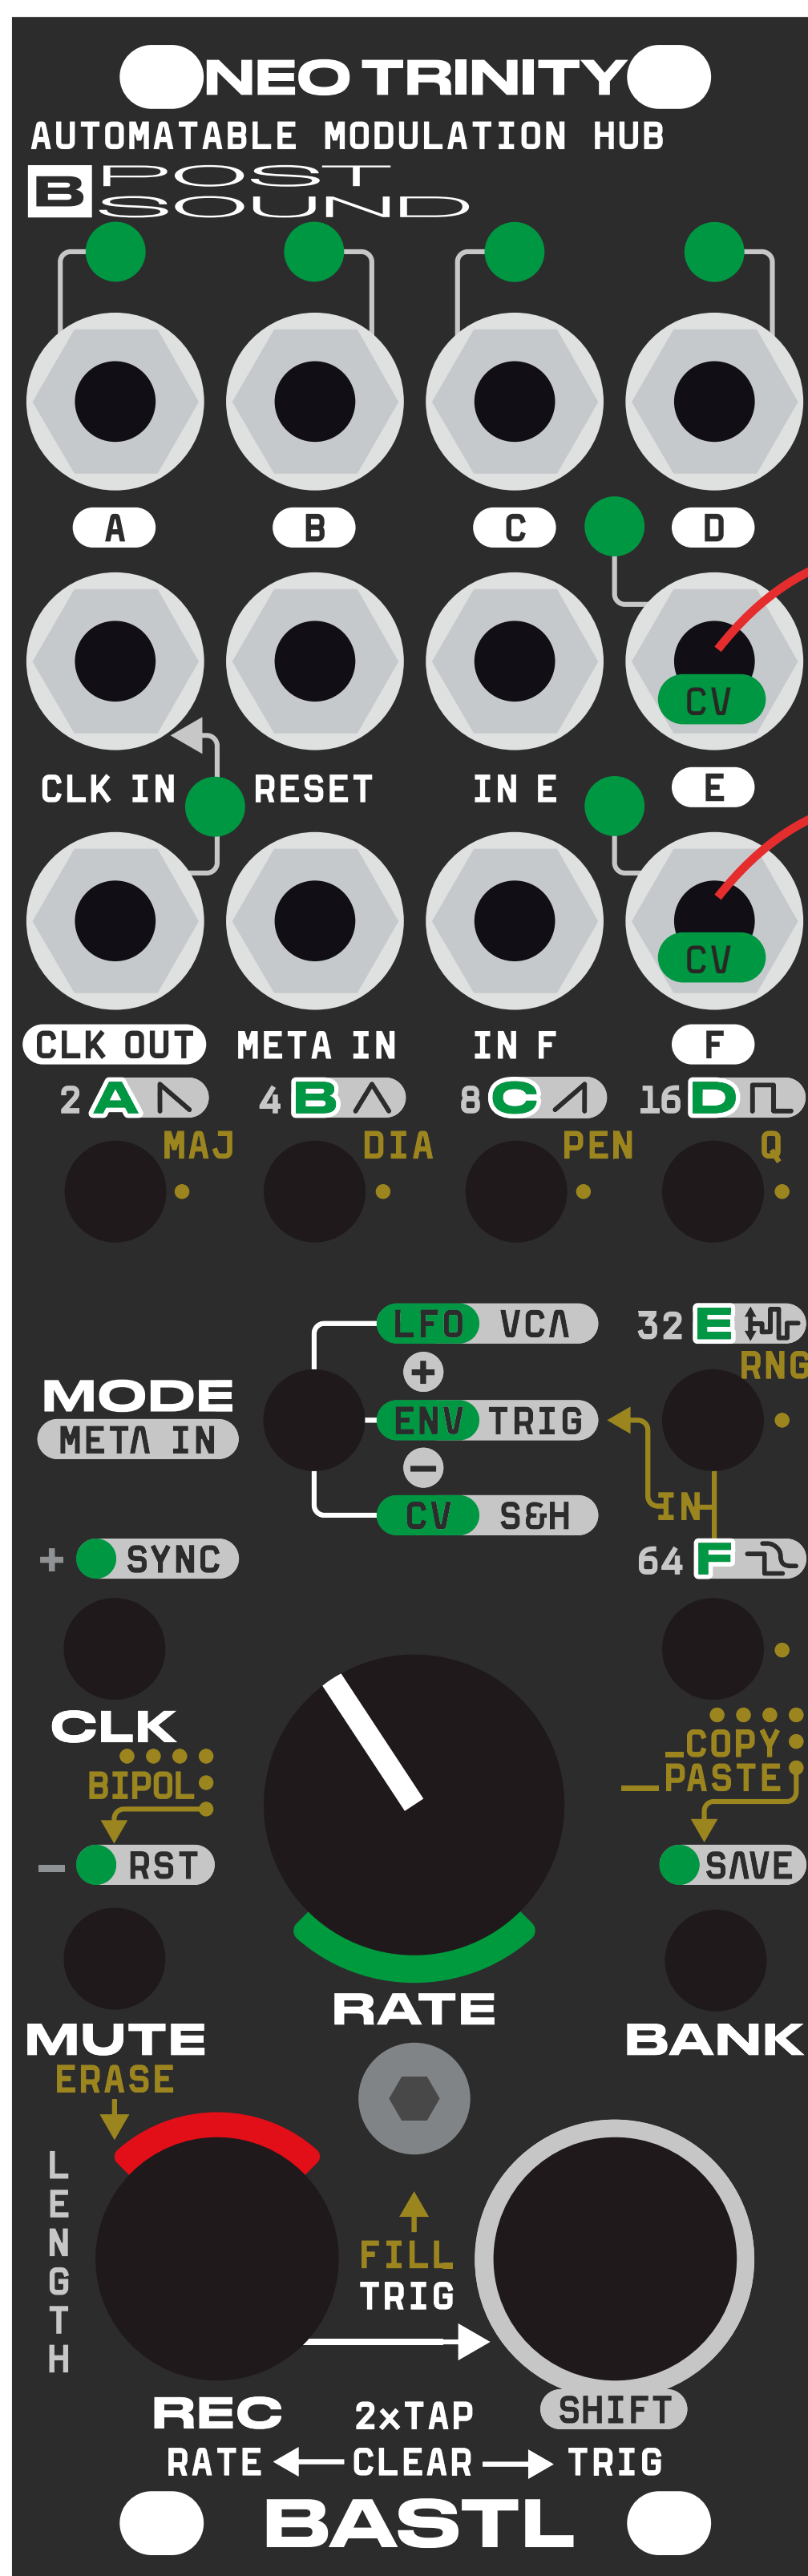 NEO TRINITY
AUTOMATABLE MODULATION HUB
B POST
SOUND
A B C D
CV
CLK IN RESET IN E E
CV
CLK OUT META IN IN F F
2 A 4 B 8 C 16 D
MAJ DIA PEN Q
LFO VCA 32 E
+ RNG
MODE
META IN ENV TRIG
− IN
CV S&H
+ SYNC 64 F
CLK
BIPOL
COPY
PASTE
− RST SAVE
RATE
MUTE BANK
ERASE
LENGTH
FILL
TRIG
REC 2xTAP SHIFT
RATE CLEAR TRIG
BASTL